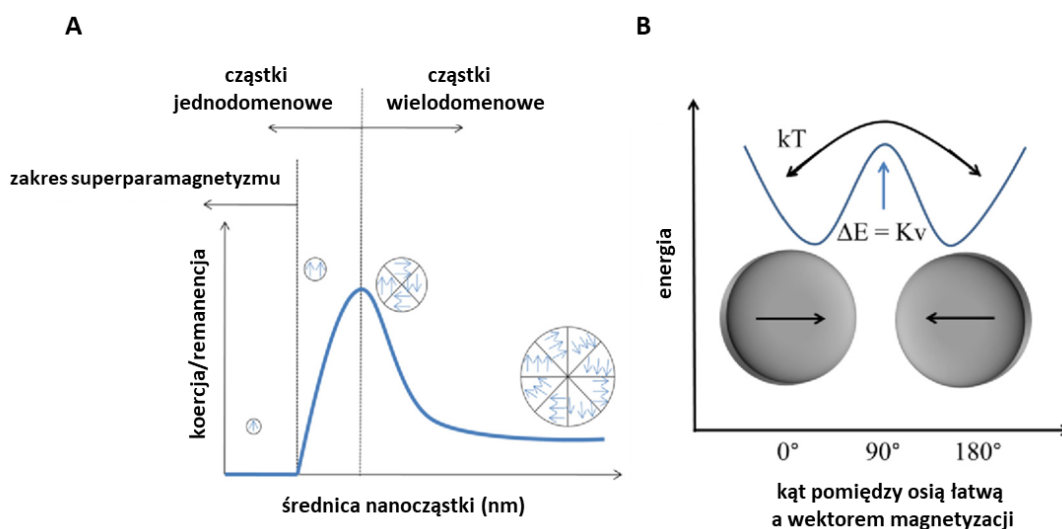 A
cząstki
jednodomenowe
cząstki
wielodomenowe
zakres superparamagnetyzmu
koercja/remanencja
średnica nanocząstki (nm)
B
energia
kT
ΔE = Kv
0°
90°
180°
kąt pomiędzy osią łatwą
a wektorem magnetyzacji